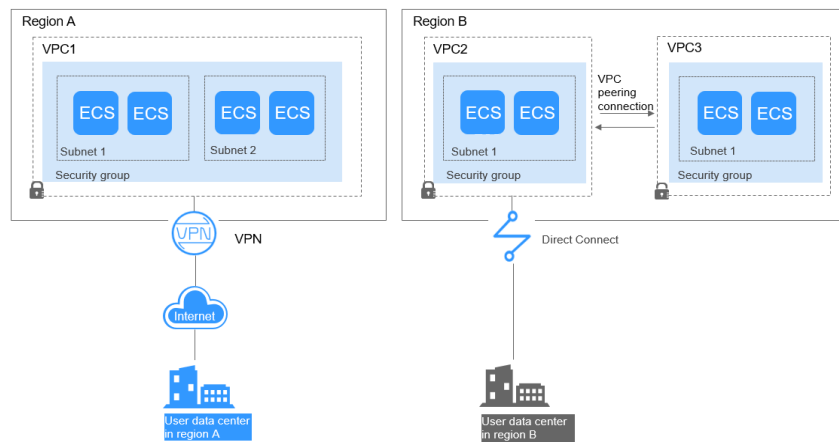 Region A
VPC1
ECS
ECS
Subnet 1
ECS
ECS
Subnet 2
Security group
VPN
VPN
Internet
User data center
in region A
Region B
VPC2
ECS
ECS
Subnet 1
Security group
VPC
peering
connection
VPC3
ECS
ECS
Subnet 1
Security group
Direct Connect
User data center
in region B